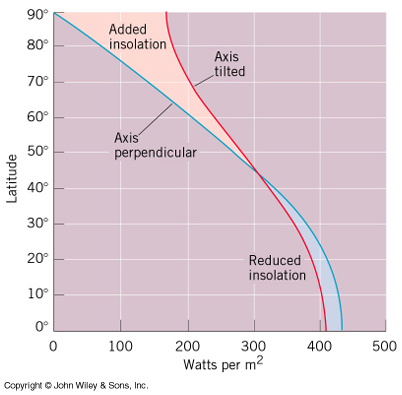 90°
80°
70°
60°
50°
40°
30°
20°
10°
0°
Latitude
Added
insolation
Axis
tilted
Axis
perpendicular
Reduced
insolation
0 100 200 300 400 500
Watts per m²
Copyright © John Wiley & Sons, Inc.